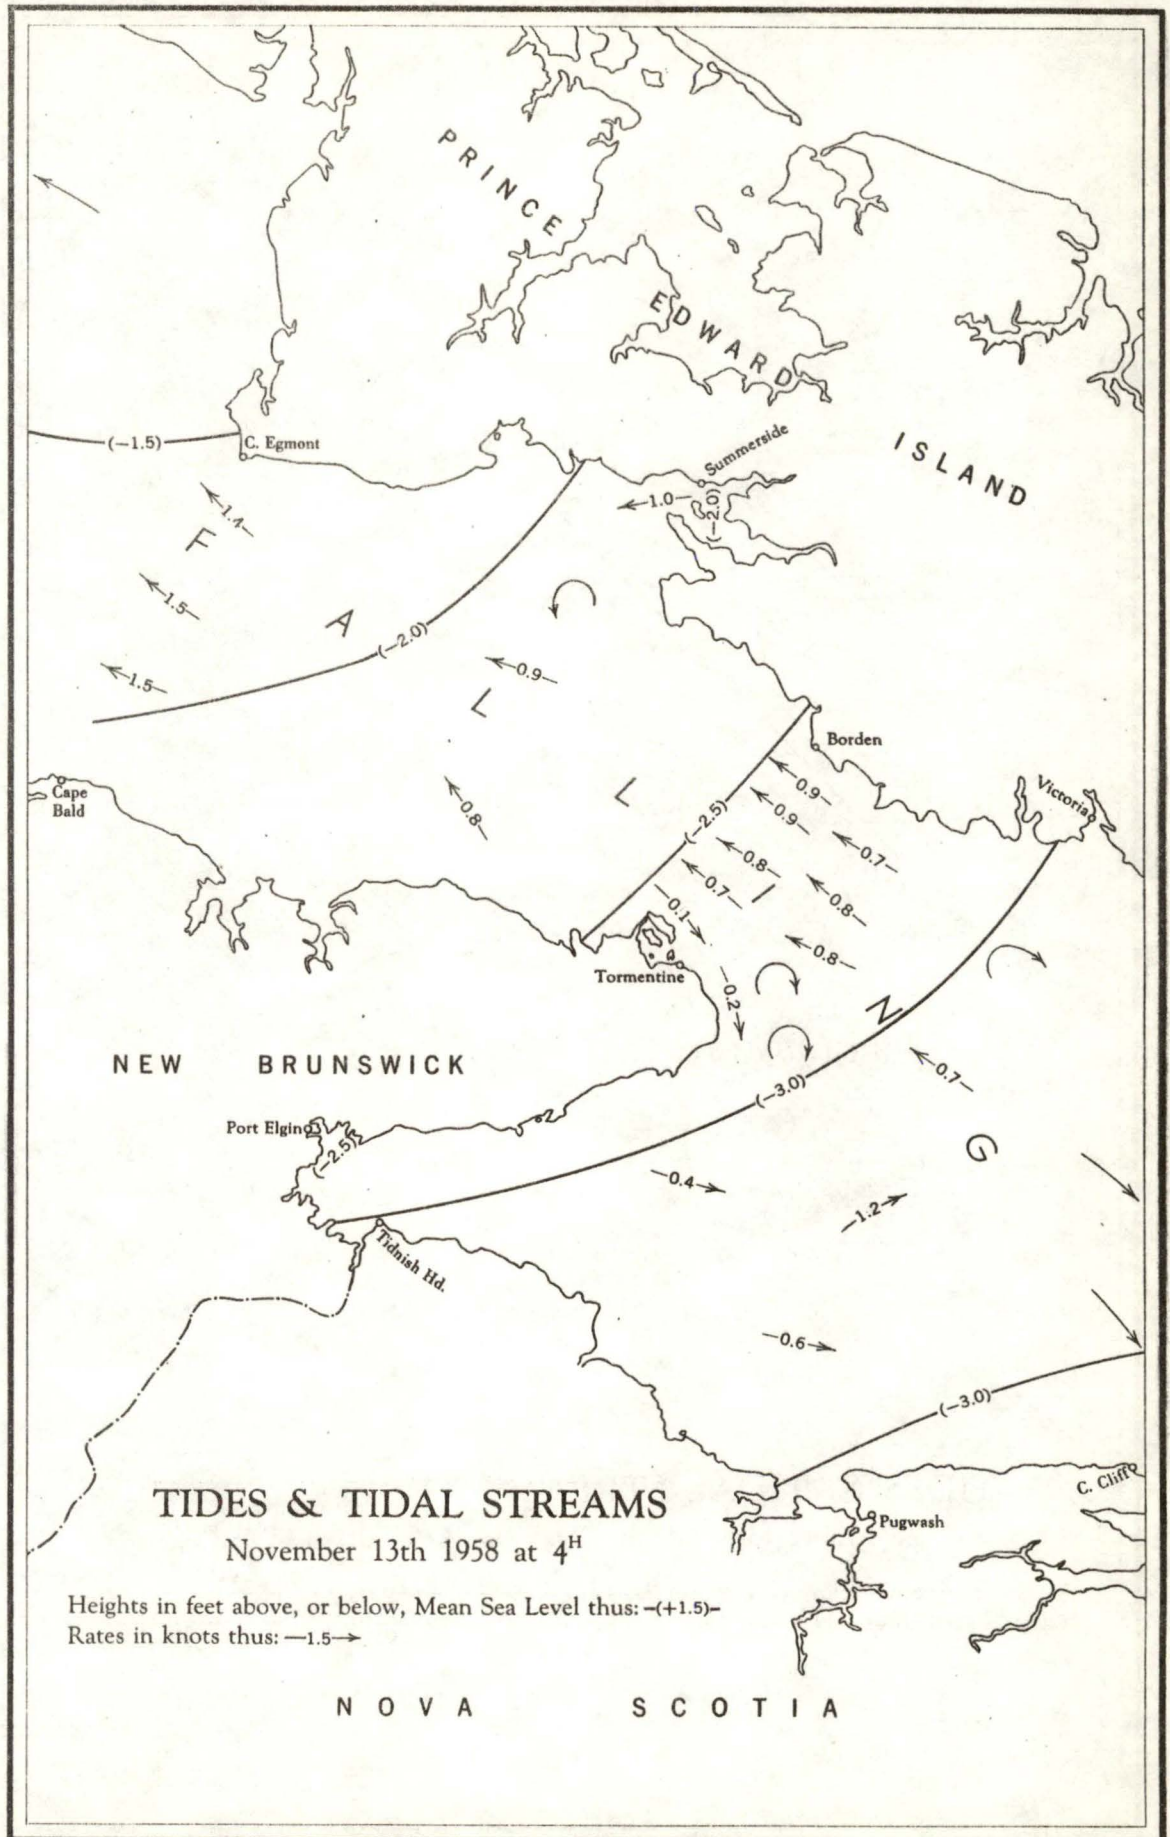 PRINCE
EDWARD
ISLAND
(-1.5)
C. Egmont
Summerside
←1.0-
(-2.0)
←1.4-
FALLING
←1.5-
(-2.0)
←0.9-
←1.5-
Borden
Cape
Bald
Victoria
←0.9-
←0.8-
(-2.5)
←0.9-
←0.7-
←0.8-
←0.7-
←0.8-
-0.1→
←0.8-
Tormentine
-0.2→
NEW BRUNSWICK
←0.7-
(-3.0)
Port Elgin
(-2.5)
-0.4→
-1.2→
Tidnish Hd.
-0.6→
(-3.0)
C. Cliff
Pugwash
TIDES & TIDAL STREAMS
November 13th 1958 at 4H
Heights in feet above, or below, Mean Sea Level thus: -(+1.5)-
Rates in knots thus: —1.5→
NOVA SCOTIA